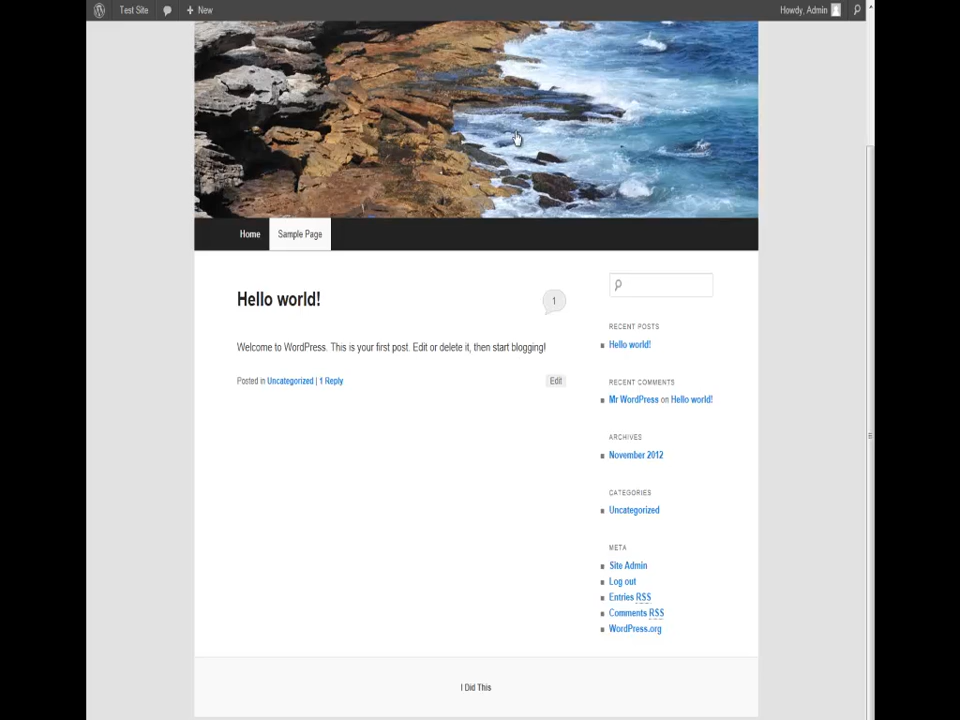 Test Site
New
Howdy, Admin
Home
Sample Page
Hello world!
1
Welcome to WordPress. This is your first post. Edit or delete it, then start blogging!
Posted in Uncategorized | 1 Reply
Edit
RECENT POSTS
Hello world!
RECENT COMMENTS
Mr WordPress on Hello world!
ARCHIVES
November 2012
CATEGORIES
Uncategorized
META
Site Admin
Log out
Entries RSS
Comments RSS
WordPress.org
I Did This